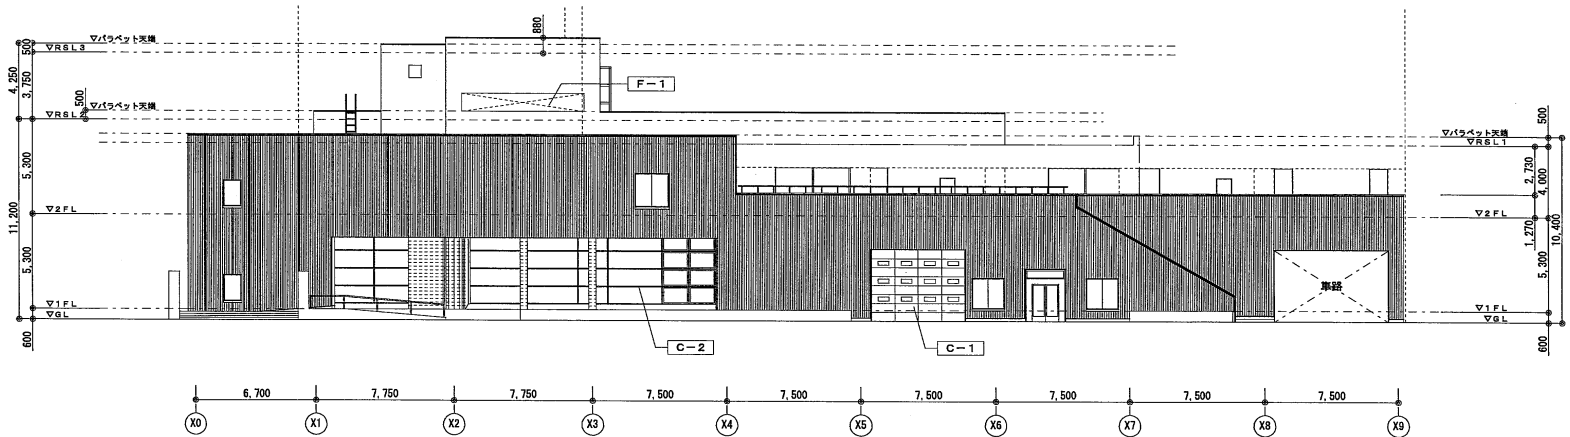 ▽パラペット天端
▽RSL3
500
4,250
3,750
880
F－1
500
▽パラペット天端
▽RSL2
500
▽パラペット天端
▽RSL1
5,300
2,730
4,000
▽2FL
▽2FL
11,200
1,270
10,400
5,300
5,300
車路
▽1FL
▽GL
▽1FL
▽GL
600
600
C－2
C－1
6,700
7,750
7,750
7,500
7,500
7,500
7,500
7,500
7,500
X0
X1
X2
X3
X4
X5
X6
X7
X8
X9